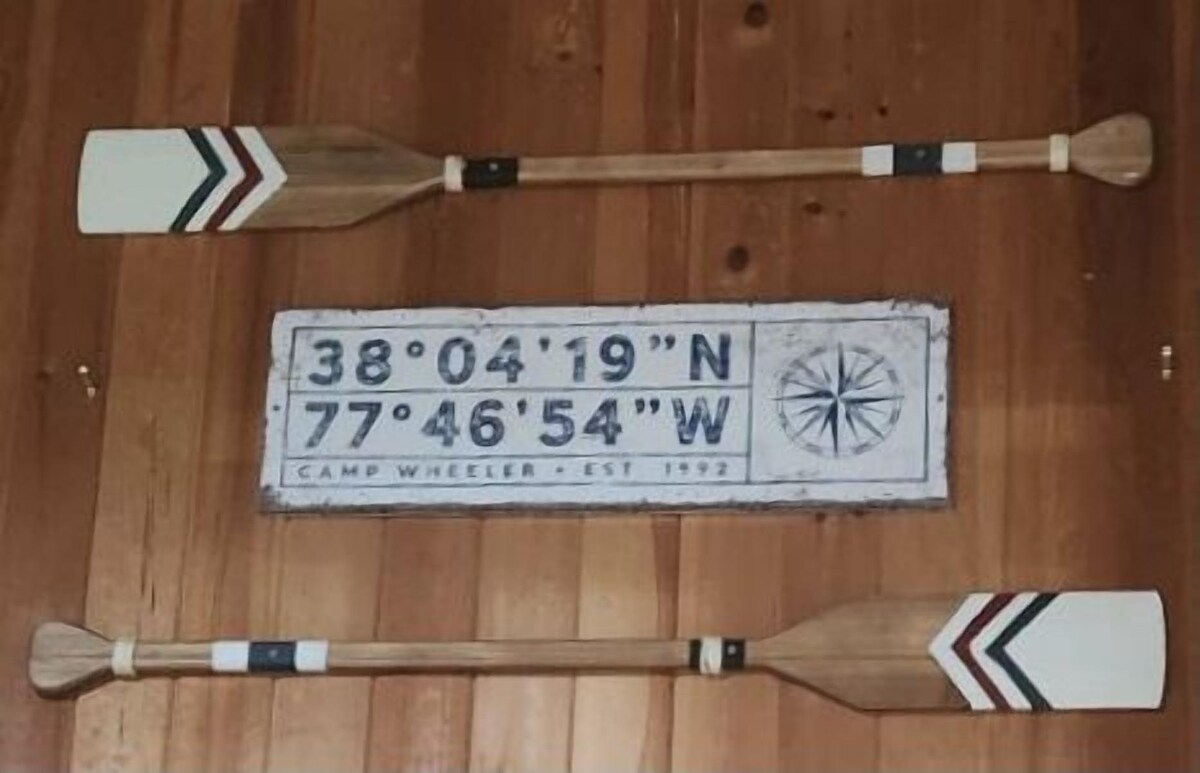 38°04'19"N
77°46'54"W
CAMP WHEELER • EST 1992